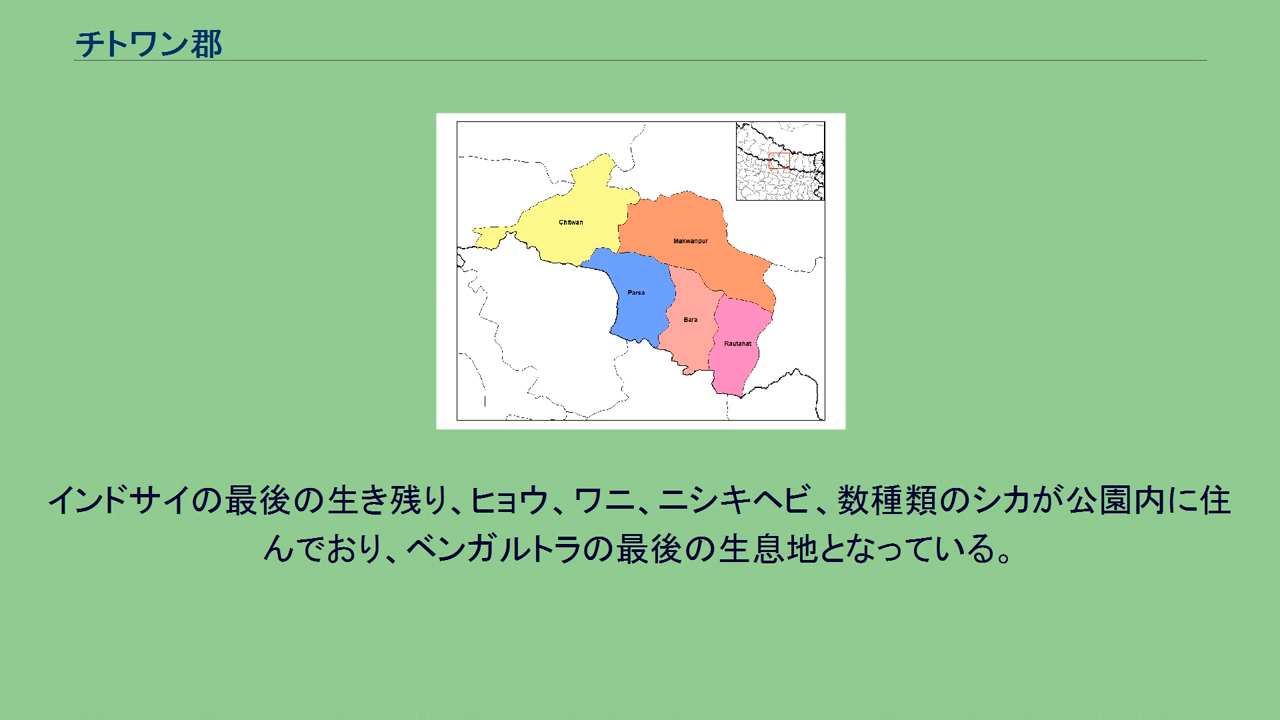 チトワン郡
Chitwan
Makwanpur
Parsa
Bara
Rautahat
インドサイの最後の生き残り、ヒョウ、ワニ、ニシキヘビ、数種類のシカが公園内に住
んでおり、ベンガルトラの最後の生息地となっている。